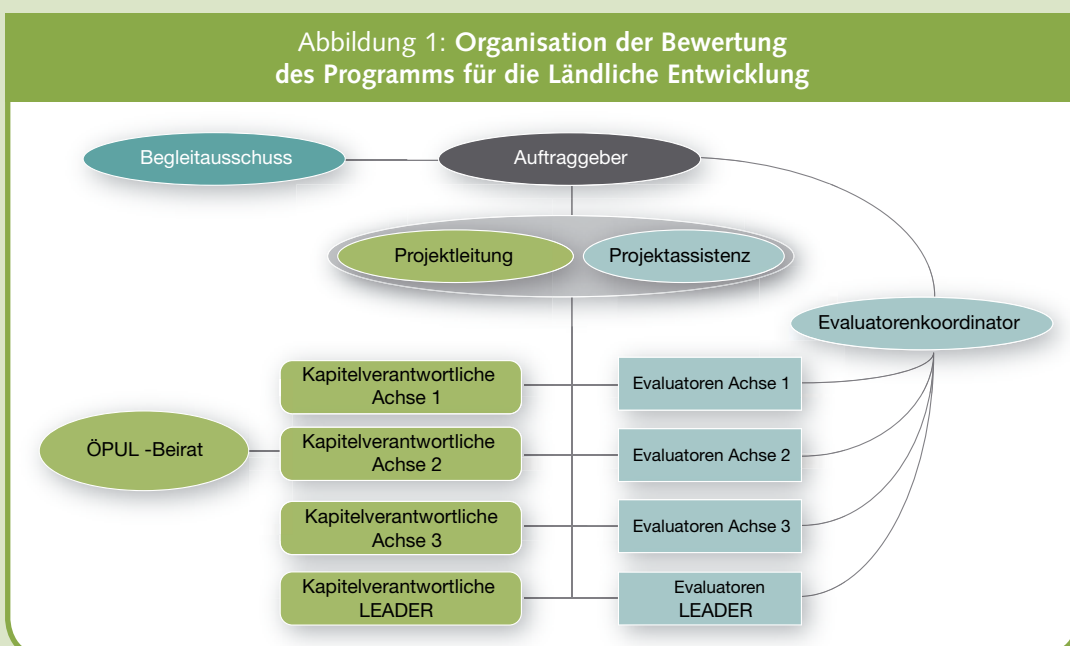 Abbildung 1: Organisation der Bewertung
des Programms für die Ländliche Entwicklung
Begleitausschuss
Auftraggeber
Projektleitung
Projektassistenz
Evaluatorenkoordinator
Kapitelverantwortliche
Achse 1
Evaluatoren Achse 1
ÖPUL -Beirat
Kapitelverantwortliche
Achse 2
Evaluatoren Achse 2
Kapitelverantwortliche
Achse 3
Evaluatoren Achse 3
Kapitelverantwortliche
LEADER
Evaluatoren
LEADER